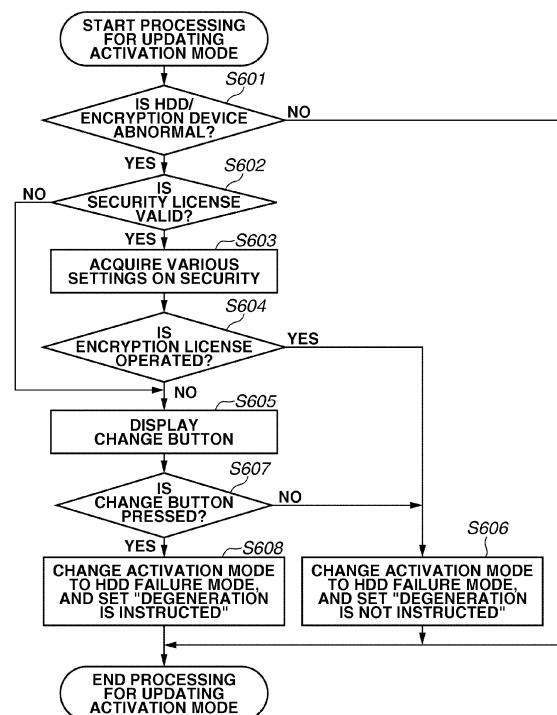 START PROCESSING
FOR UPDATING
ACTIVATION MODE
S601
IS HDD/
ENCRYPTION DEVICE
ABNORMAL?
NO
YES
S602
NO
IS
SECURITY LICENSE
VALID?
YES
S603
ACQUIRE VARIOUS
SETTINGS ON SECURITY
S604
IS
ENCRYPTION LICENSE
OPERATED?
YES
NO
S605
DISPLAY
CHANGE BUTTON
S607
IS
CHANGE BUTTON
PRESSED?
NO
YES
S608
CHANGE ACTIVATION MODE
TO HDD FAILURE MODE,
AND SET "DEGENERATION
IS INSTRUCTED"
S606
CHANGE ACTIVATION MODE
TO HDD FAILURE MODE,
AND SET "DEGENERATION
IS NOT INSTRUCTED"
END PROCESSING
FOR UPDATING
ACTIVATION MODE